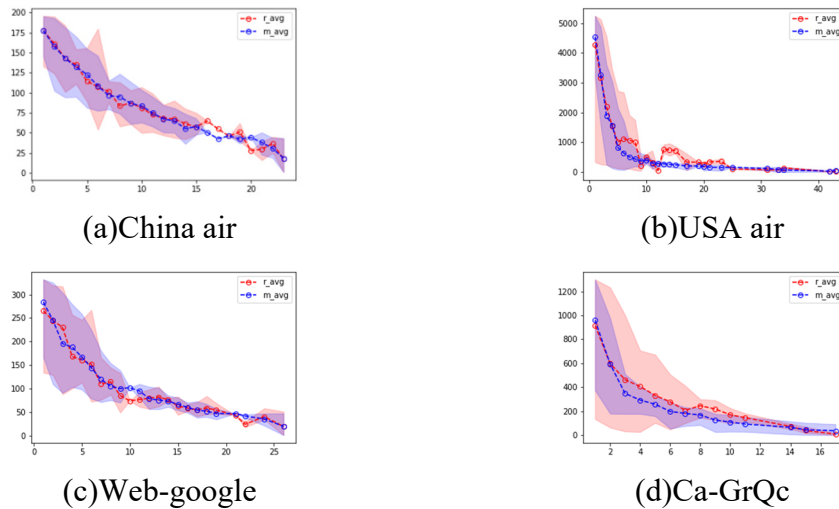 200
175
150
125
100
75
50
25
0
0 5 10 15 20
r_avg
m_avg
(a)China air
5000
4000
3000
2000
1000
0
0 10 20 30 40
r_avg
m_avg
(b)USA air
300
250
200
150
100
50
0
0 5 10 15 20 25
r_avg
m_avg
(c)Web-google
1200
1000
800
600
400
200
0
2 4 6 8 10 12 14 16
r_avg
m_avg
(d)Ca-GrQc